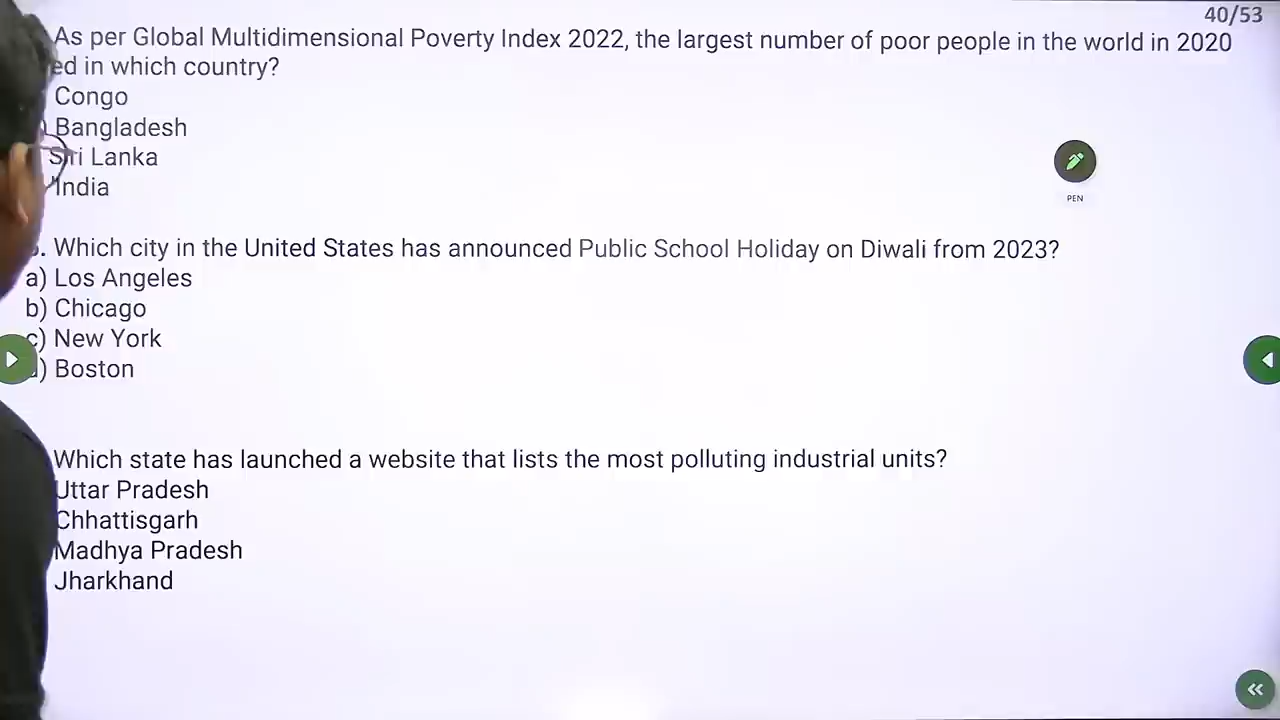 40/53
As per Global Multidimensional Poverty Index 2022, the largest number of poor people in the world in 2020
ed in which country?
Congo
Bangladesh
Sri Lanka
India
. Which city in the United States has announced Public School Holiday on Diwali from 2023?
a) Los Angeles
b) Chicago
c) New York
) Boston
Which state has launched a website that lists the most polluting industrial units?
Uttar Pradesh
Chhattisgarh
Madhya Pradesh
Jharkhand
PEN